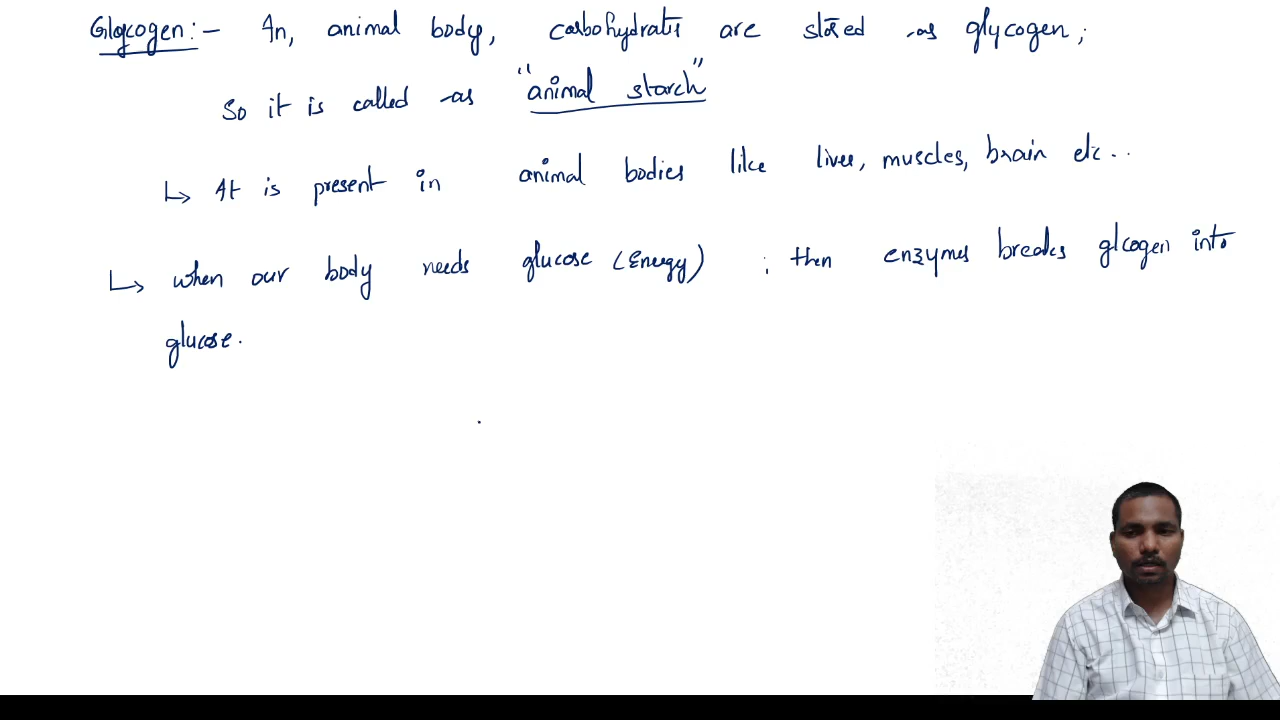 Glycogen:- In, animal body, carbohydrates are stored as glycogen;
So it is called as "animal starch"
↳ It is present in animal bodies like liver, muscles, brain etc..
↳ when our body needs glucose (Energy) ; then enzymes breaks glcogen into
glucose.